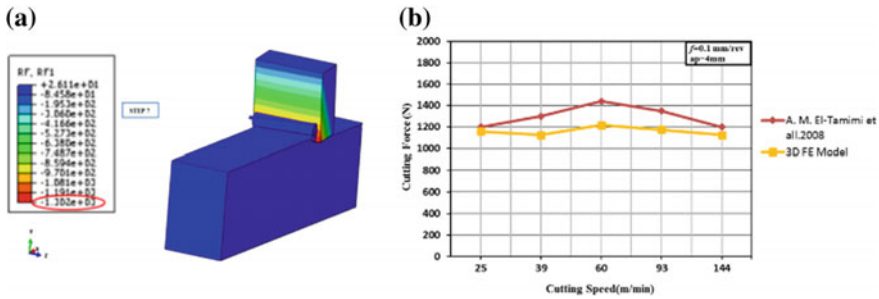 (a)
RF, RF1
+2.611e+01
-8.458e+01
-1.953e+02
-3.060e+02
-4.166e+02
-5.273e+02
-6.380e+02
-7.487e+02
-8.594e+02
-9.701e+02
-1.081e+03
-1.191e+03
-1.302e+03
STEP 7
Y
X
Z
(b)
f=0.1 mm/rev
ap=4mm
2000
1800
1600
1400
1200
1000
800
600
400
200
0
Cutting Force(N)
25 39 60 93 144
Cutting Speed(m/min)
A. M. El-Tamimi et
all.2008
3D FE Model